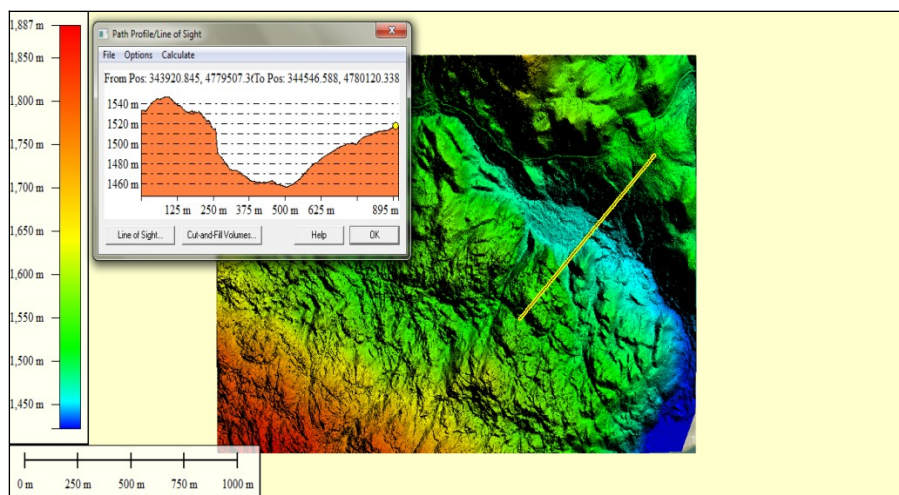 1,887 m
1,850 m
1,800 m
1,750 m
1,700 m
1,650 m
1,600 m
1,550 m
1,500 m
1,450 m
Path Profile/Line of Sight
File Options Calculate
From Pos: 343920.845, 4779507.3 To Pos: 344546.588, 4780120.338
1540 m
1520 m
1500 m
1480 m
1460 m
125 m 250 m 375 m 500 m 625 m 895 m
Line of Sight... Cut-and-Fill Volumes... Help OK
0 m 250 m 500 m 750 m 1000 m